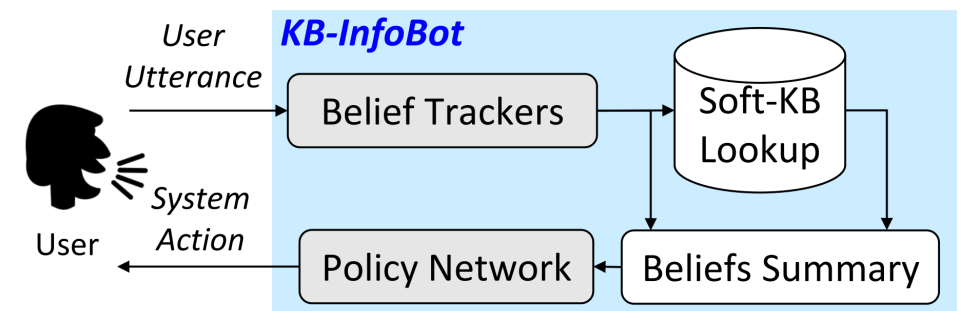 User
Utterance
KB-InfoBot
Belief Trackers
Soft-KB
Lookup
User
System
Action
Policy Network
Beliefs Summary